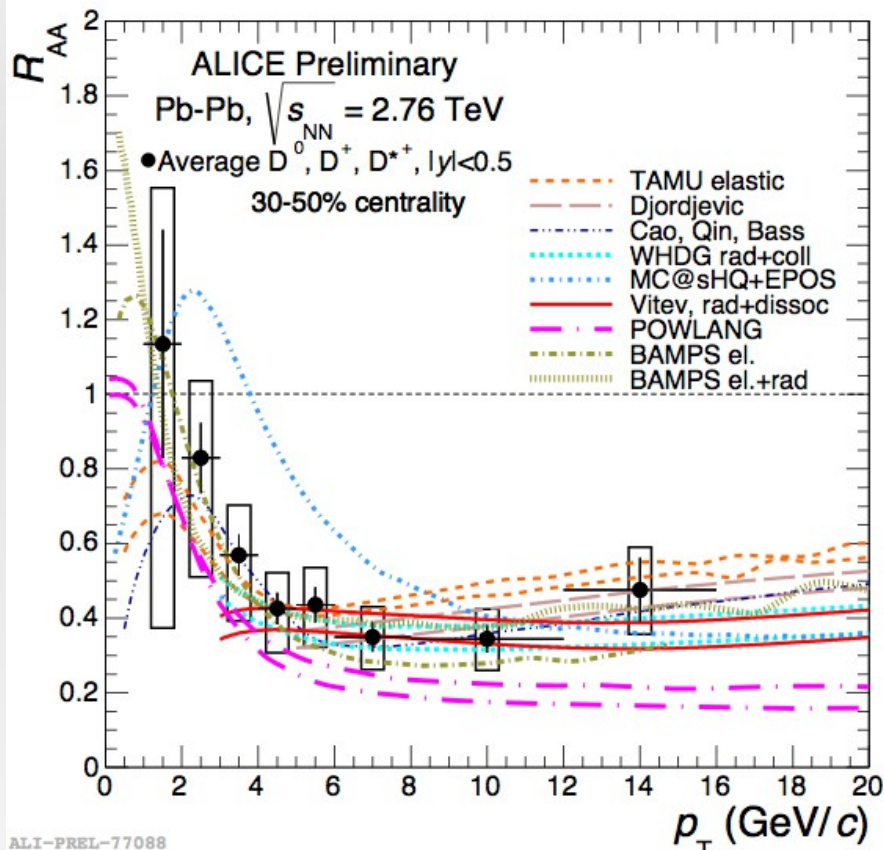 R_AA
ALICE Preliminary
Pb-Pb, √s_NN = 2.76 TeV
●Average D⁰, D⁺, D*⁺, |y|<0.5
30-50% centrality
TAMU elastic
Djordjevic
Cao, Qin, Bass
WHDG rad+coll
MC@sHQ+EPOS
Vitev, rad+dissoc
POWLANG
BAMPS el.
BAMPS el.+rad
2
1.8
1.6
1.4
1.2
1
0.8
0.6
0.4
0.2
0
0 2 4 6 8 10 12 14 16 18 20
p_T (GeV/c)
ALI-PREL-77088